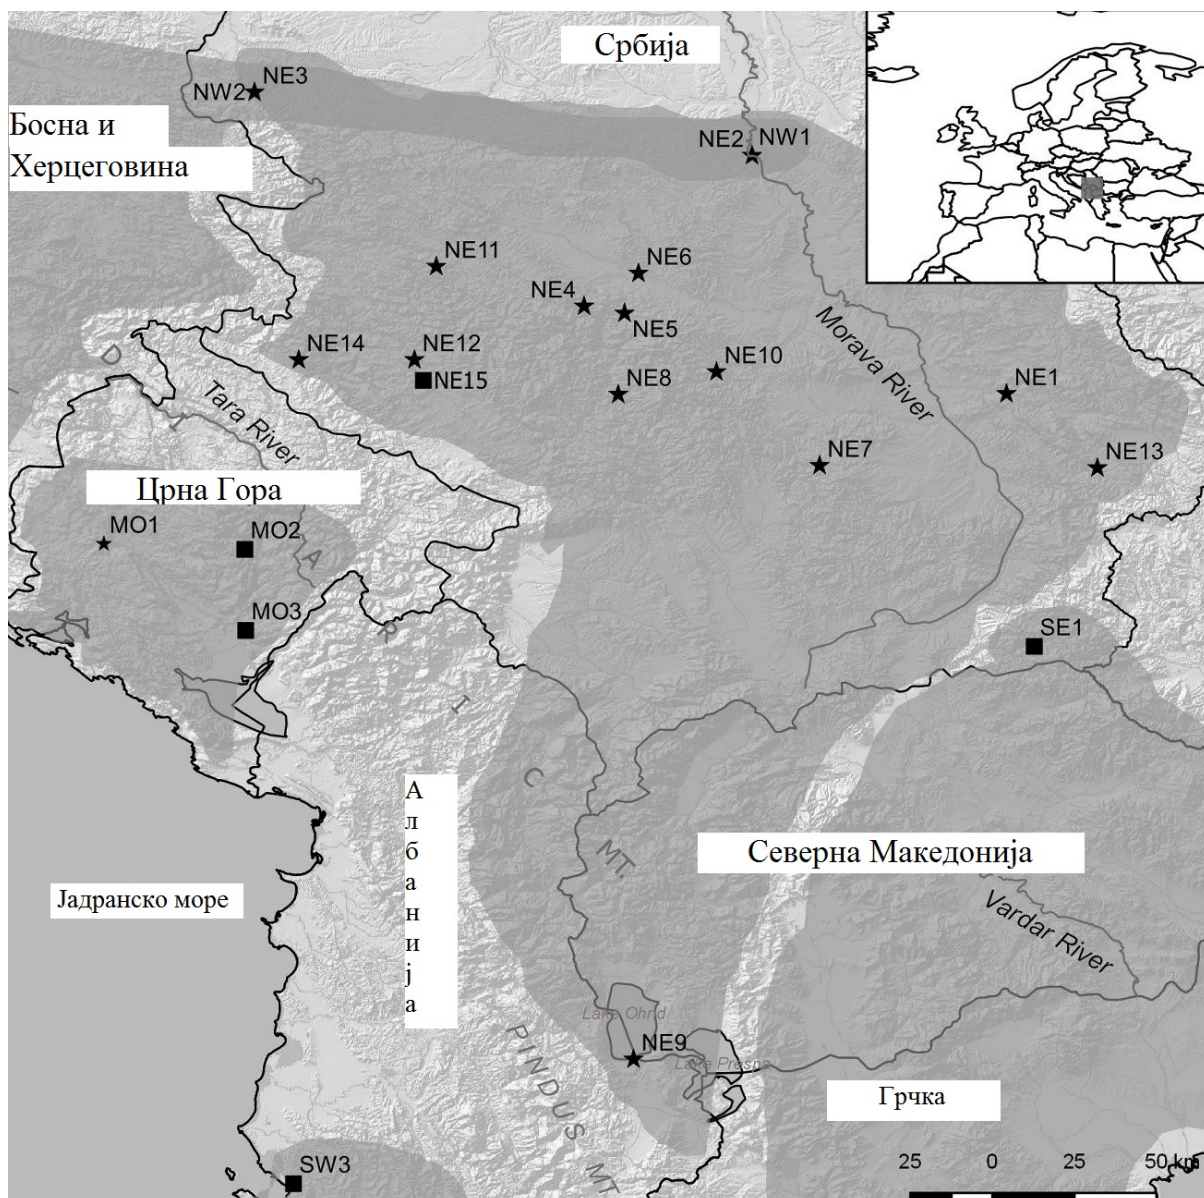 Србија
NE3
NW2
Босна и
Херцеговина
NE2 NW1
NE11
NE6
NE4
NE5
NE14
NE12
NE15
NE10
NE8
Morava River
NE1
NE13
NE7
DINARIC MT.
Tara River
Црна Гора
MO1
MO2
MO3
SE1
Албанија
Северна Македонија
Јадранско море
Vardar River
Lake Ohrid
NE9
Lake Prespa
PINDUS MT
Грчка
SW3
25 0 25 50 km